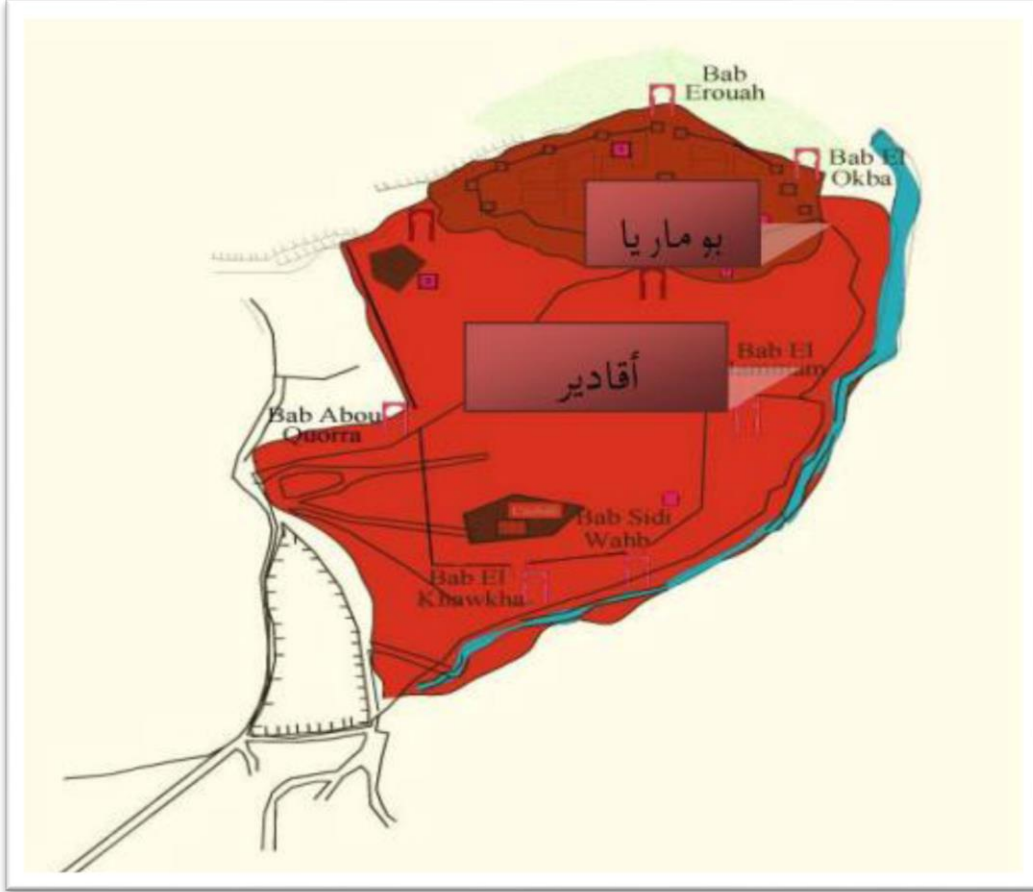 Bab
Erouah
Bab El
Okba
بوماريا
أقادير
Bab El
Bab Abou
Quorra
Bab Sidi
Wahb
Bab El
Khawkha